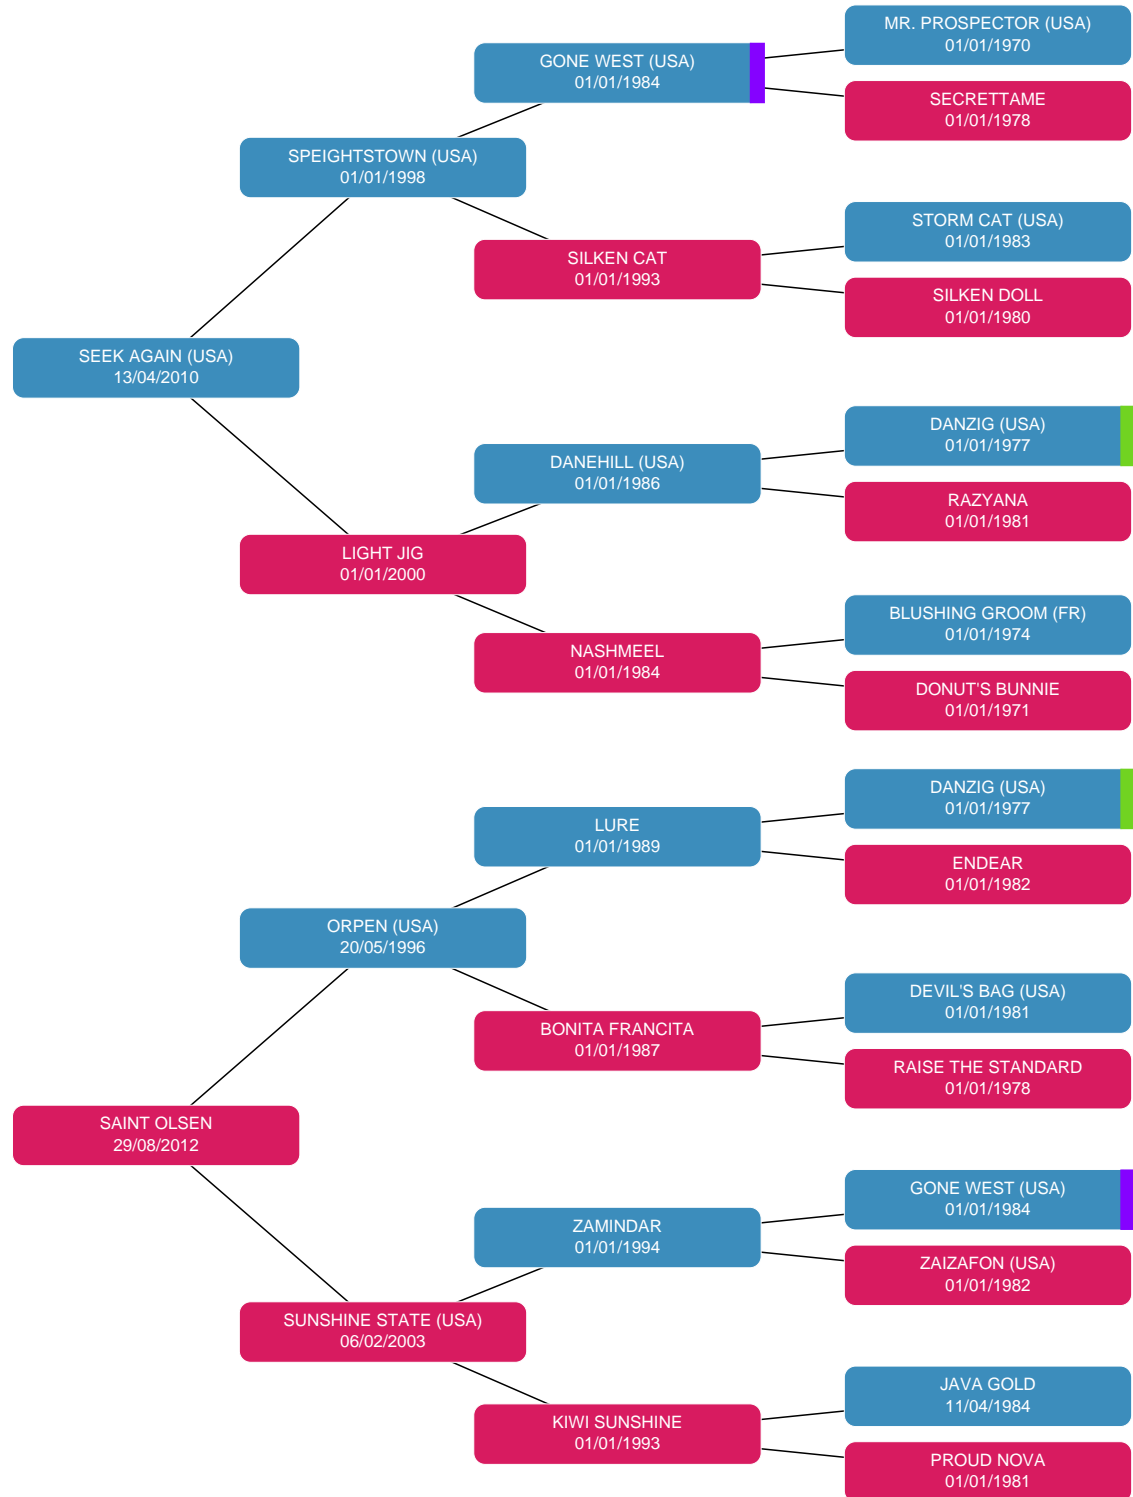 MR. PROSPECTOR (USA)
01/01/1970
GONE WEST (USA)
01/01/1984
SECRETTAME
01/01/1978
SPEIGHTSTOWN (USA)
01/01/1998
STORM CAT (USA)
01/01/1983
SILKEN CAT
01/01/1993
SILKEN DOLL
01/01/1980
SEEK AGAIN (USA)
13/04/2010
DANZIG (USA)
01/01/1977
DANEHILL (USA)
01/01/1986
RAZYANA
01/01/1981
LIGHT JIG
01/01/2000
BLUSHING GROOM (FR)
01/01/1974
NASHMEEL
01/01/1984
DONUT'S BUNNIE
01/01/1971
DANZIG (USA)
01/01/1977
LURE
01/01/1989
ENDEAR
01/01/1982
ORPEN (USA)
20/05/1996
DEVIL'S BAG (USA)
01/01/1981
BONITA FRANCITA
01/01/1987
RAISE THE STANDARD
01/01/1978
SAINT OLSEN
29/08/2012
GONE WEST (USA)
01/01/1984
ZAMINDAR
01/01/1994
ZAIZAFON (USA)
01/01/1982
SUNSHINE STATE (USA)
06/02/2003
JAVA GOLD
11/04/1984
KIWI SUNSHINE
01/01/1993
PROUD NOVA
01/01/1981